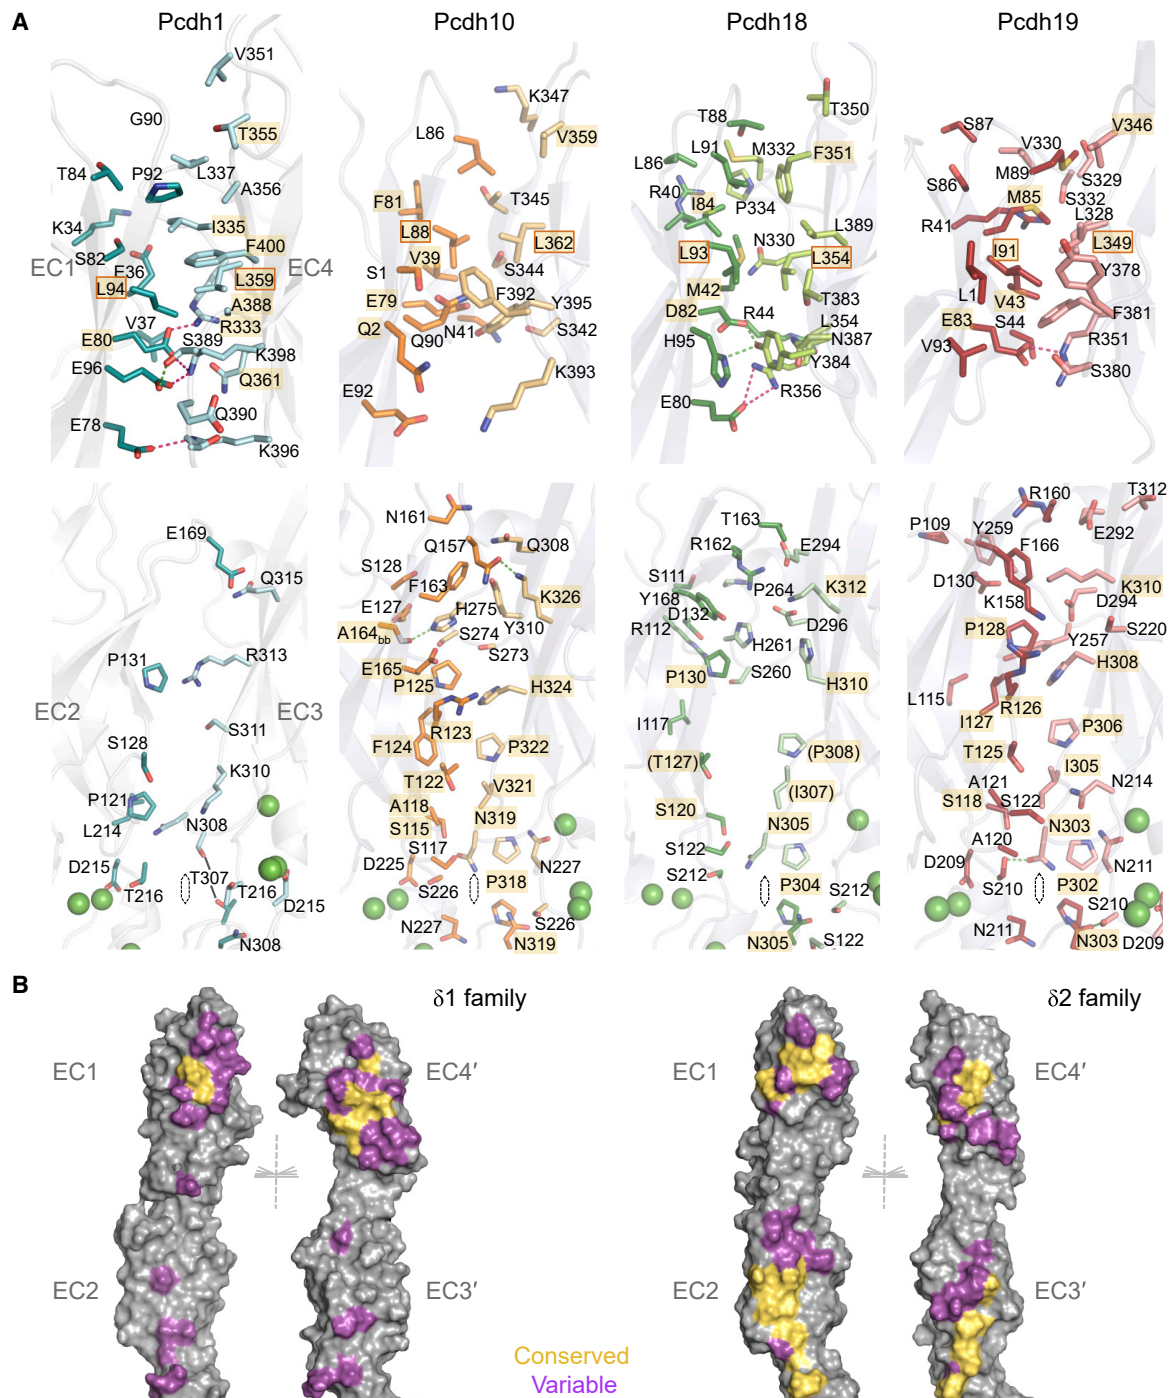 A
Pcdh1
Pcdh10
Pcdh18
Pcdh19
V351
G90
T355
T84
P92
L337
A356
K34
I335
S82
F400
EC1
F36
EC4
L94
L359
A388
V37
R333
E80
S389
K398
E96
Q361
Q390
E78
K396
K347
L86
V359
F81
T345
L88
L362
V39
S1
S344
E79
F392
Y395
Q2
Q90
N41
S342
K393
E92
T350
T88
L86
L91
M332
F351
R40
I84
P334
L389
L93
N330
L354
M42
T383
D82
R44
L354
H95
N387
Y384
R356
E80
S87
V346
V330
M89
S329
S86
M85
S332
R41
L328
I91
L349
Y378
L1
V43
E83
S44
F381
V93
R351
S380
E169
Q315
P131
R313
EC2
EC3
S311
S128
K310
P121
L214
N308
D215
T307
T216
T216
D215
N308
N161
Q157
Q308
S128
F163
K326
E127
H275
A164bb
S274
Y310
S273
E165
P125
H324
R123
F124
P322
T122
V321
A118
S115
N319
S117
D225
N227
S226
P318
N227
S226
N319
T163
R162
E294
S111
P264
K312
Y168
D132
D296
R112
H261
P130
S260
H310
I117
(T127)
(P308)
(I307)
S120
N305
S122
S212
P304
S212
N305
S122
R160
T312
P109
Y259
E292
F166
D130
K310
K158
D294
P128
S220
Y257
H308
L115
R126
I127
P306
T125
I305
A121
N214
S118
S122
N303
A120
D209
N211
S210
P302
S210
N211
N303
D209
B
δ1 family
δ2 family
EC1
EC4′
EC1
EC4′
EC2
EC3′
EC2
EC3′
Conserved
Variable